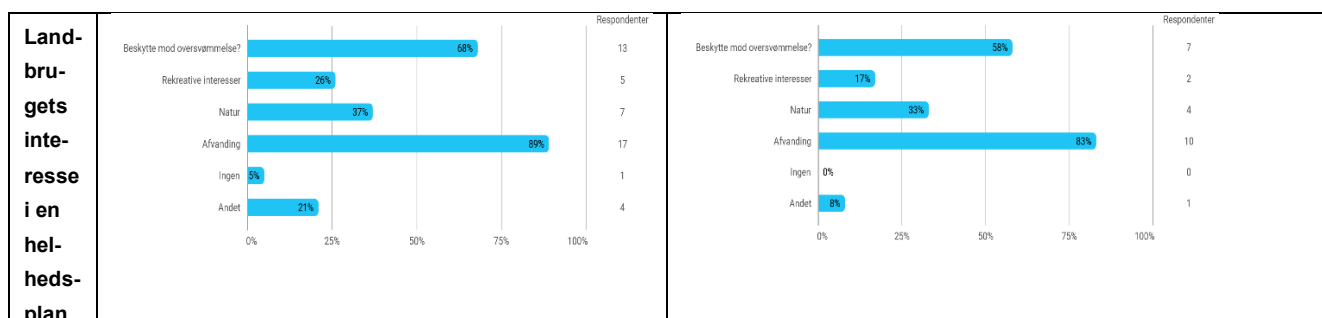 Land-
bru-
gets
inte-
resse
i en
hel-
heds-
plan
Respondenter
Beskytte mod oversvømmelse? 68% 13
Rekreative interesser 26% 5
Natur 37% 7
Afvanding 89% 17
Ingen 5% 1
Andet 21% 4
0% 25% 50% 75% 100%
Respondenter
Beskytte mod oversvømmelse? 58% 7
Rekreative interesser 17% 2
Natur 33% 4
Afvanding 83% 10
Ingen 0% 0
Andet 8% 1
0% 25% 50% 75% 100%